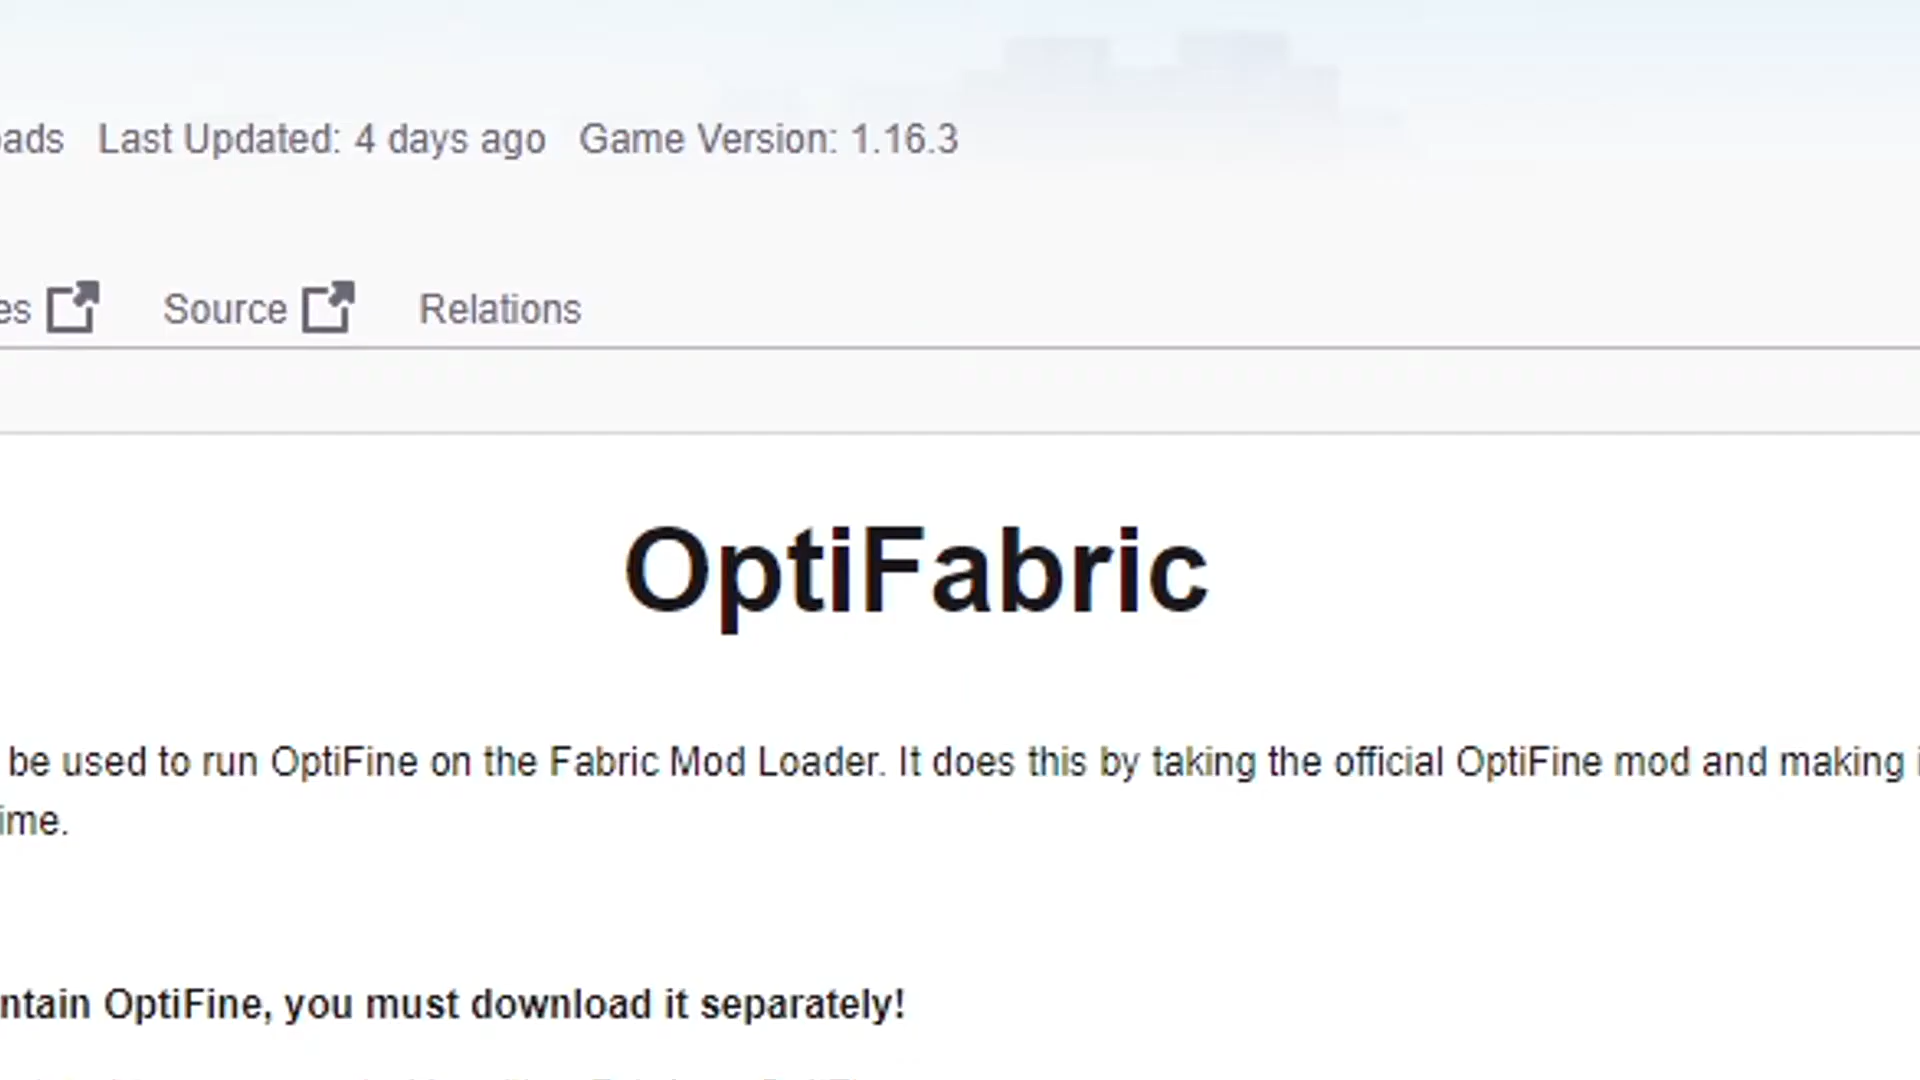 Last Updated: 4 days ago Game Version: 1.16.3
Source Relations
OptiFabric
be used to run OptiFine on the Fabric Mod Loader. It does this by taking the official OptiFine mod and making
ime.
ntain OptiFine, you must download it separately!